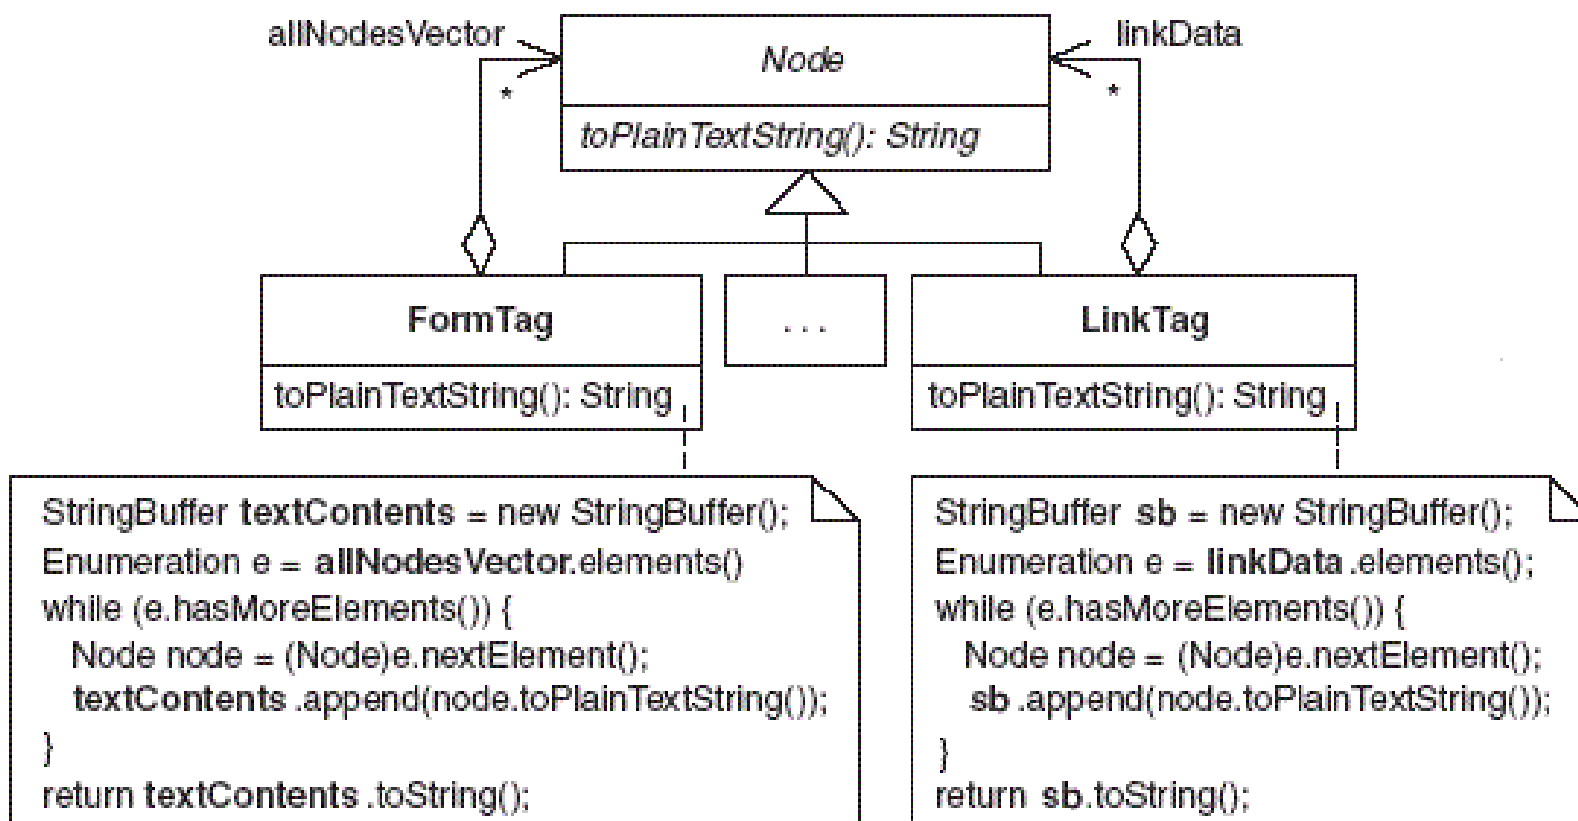 allNodesVector
*
Node
linkData
*
toPlainTextString(): String
FormTag
. . .
LinkTag
toPlainTextString(): String
toPlainTextString(): String
StringBuffer textContents = new StringBuffer();
Enumeration e = allNodesVector.elements()
while (e.hasMoreElements()) {
Node node = (Node)e.nextElement();
textContents .append(node.toPlainTextString());
}
return textContents .toString();
StringBuffer sb = new StringBuffer();
Enumeration e = linkData .elements();
while (e.hasMoreElements()) {
Node node = (Node)e.nextElement();
sb .append(node.toPlainTextString());
}
return sb.toString();